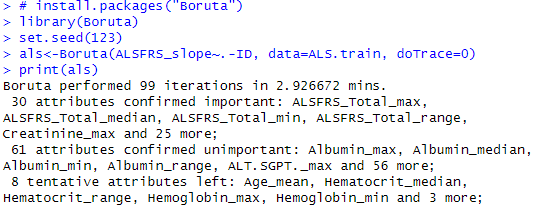 > # install.packages("Boruta")
> library(Boruta)
> set.seed(123)
> als<-Boruta(ALSFRS_slope~.-ID, data=ALS.train, doTrace=0)
> print(als)
Boruta performed 99 iterations in 2.926672 mins.
30 attributes confirmed important: ALSFRS_Total_max,
ALSFRS_Total_median, ALSFRS_Total_min, ALSFRS_Total_range,
Creatinine_max and 25 more;
61 attributes confirmed unimportant: Albumin_max, Albumin_median,
Albumin_min, Albumin_range, ALT.SGPT._max and 56 more;
8 tentative attributes left: Age_mean, Hematocrit_median,
Hematocrit_range, Hemoglobin_max, Hemoglobin_min and 3 more;